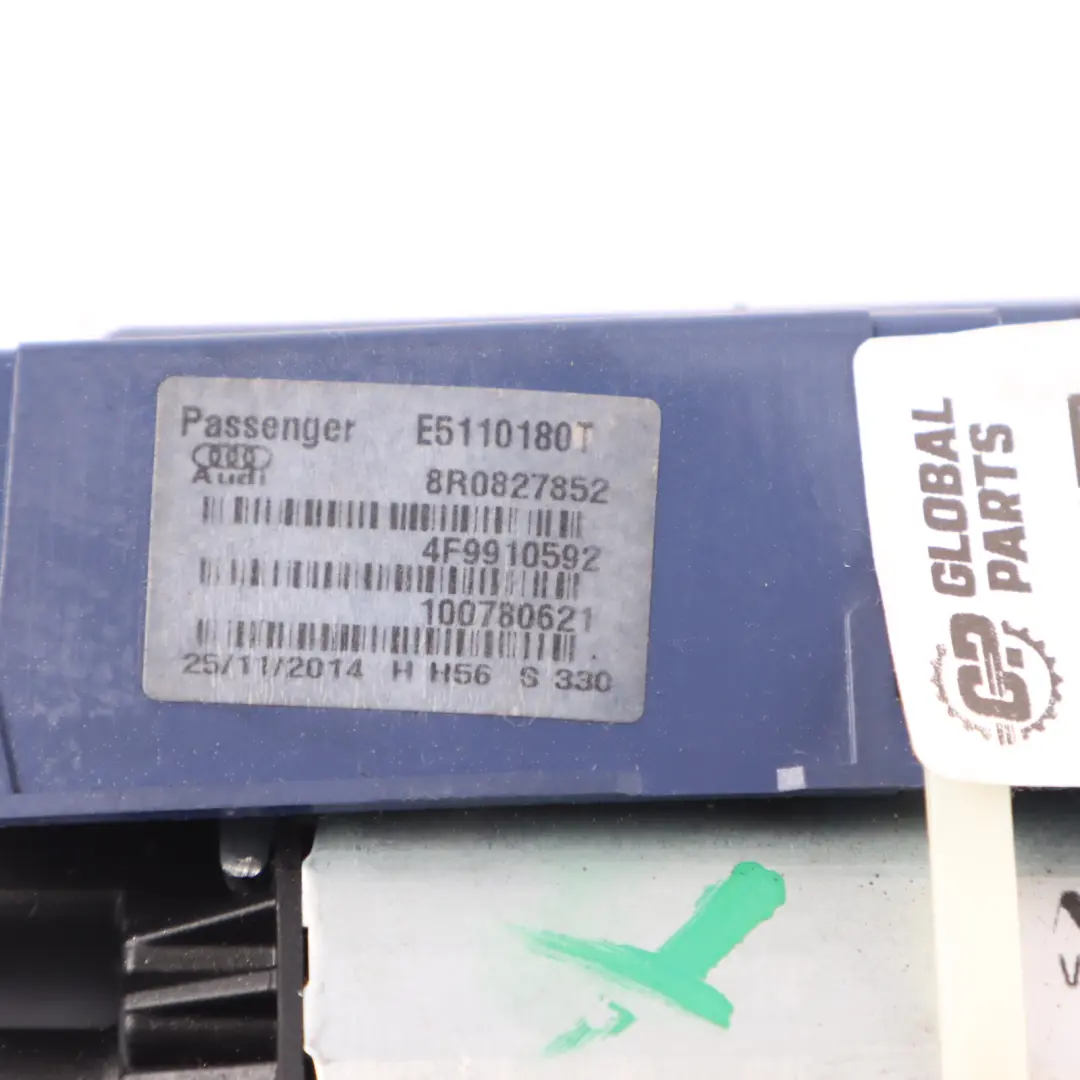 Passenger E5110180T
Audi 8R0827852
4F9910592
100780621
25/11/2014 H H56 S 330
GLOBAL
PARTS